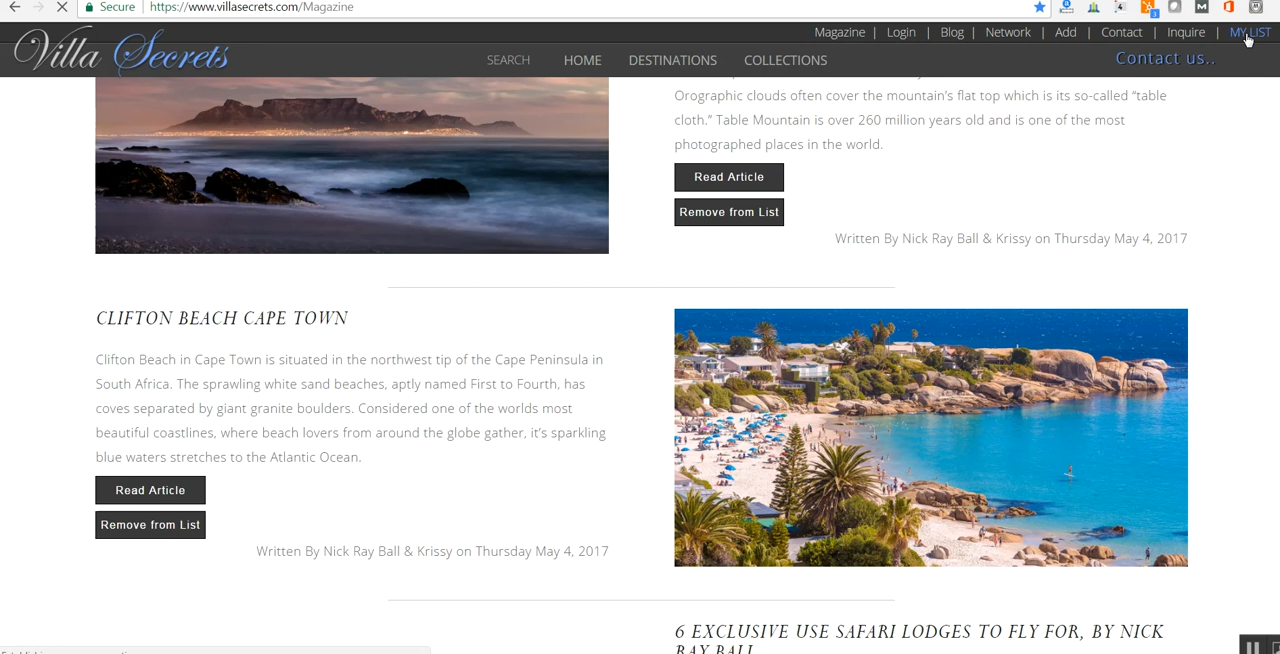 Secure
https://www.villasecrets.com/Magazine
Villa Secrets
Magazine | Login | Blog | Network | Add | Contact | Inquire | MY LIST
SEARCH HOME DESTINATIONS COLLECTIONS
Contact us..
Orographic clouds often cover the mountain’s flat top which is its so-called “table
cloth.” Table Mountain is over 260 million years old and is one of the most
photographed places in the world.
Read Article
Remove from List
Written By Nick Ray Ball & Krissy on Thursday May 4, 2017
CLIFTON BEACH CAPE TOWN
Clifton Beach in Cape Town is situated in the northwest tip of the Cape Peninsula in
South Africa. The sprawling white sand beaches, aptly named First to Fourth, has
coves separated by giant granite boulders. Considered one of the worlds most
beautiful coastlines, where beach lovers from around the globe gather, it’s sparkling
blue waters stretches to the Atlantic Ocean.
Read Article
Remove from List
Written By Nick Ray Ball & Krissy on Thursday May 4, 2017
6 EXCLUSIVE USE SAFARI LODGES TO FLY FOR, BY NICK
RAY BALL